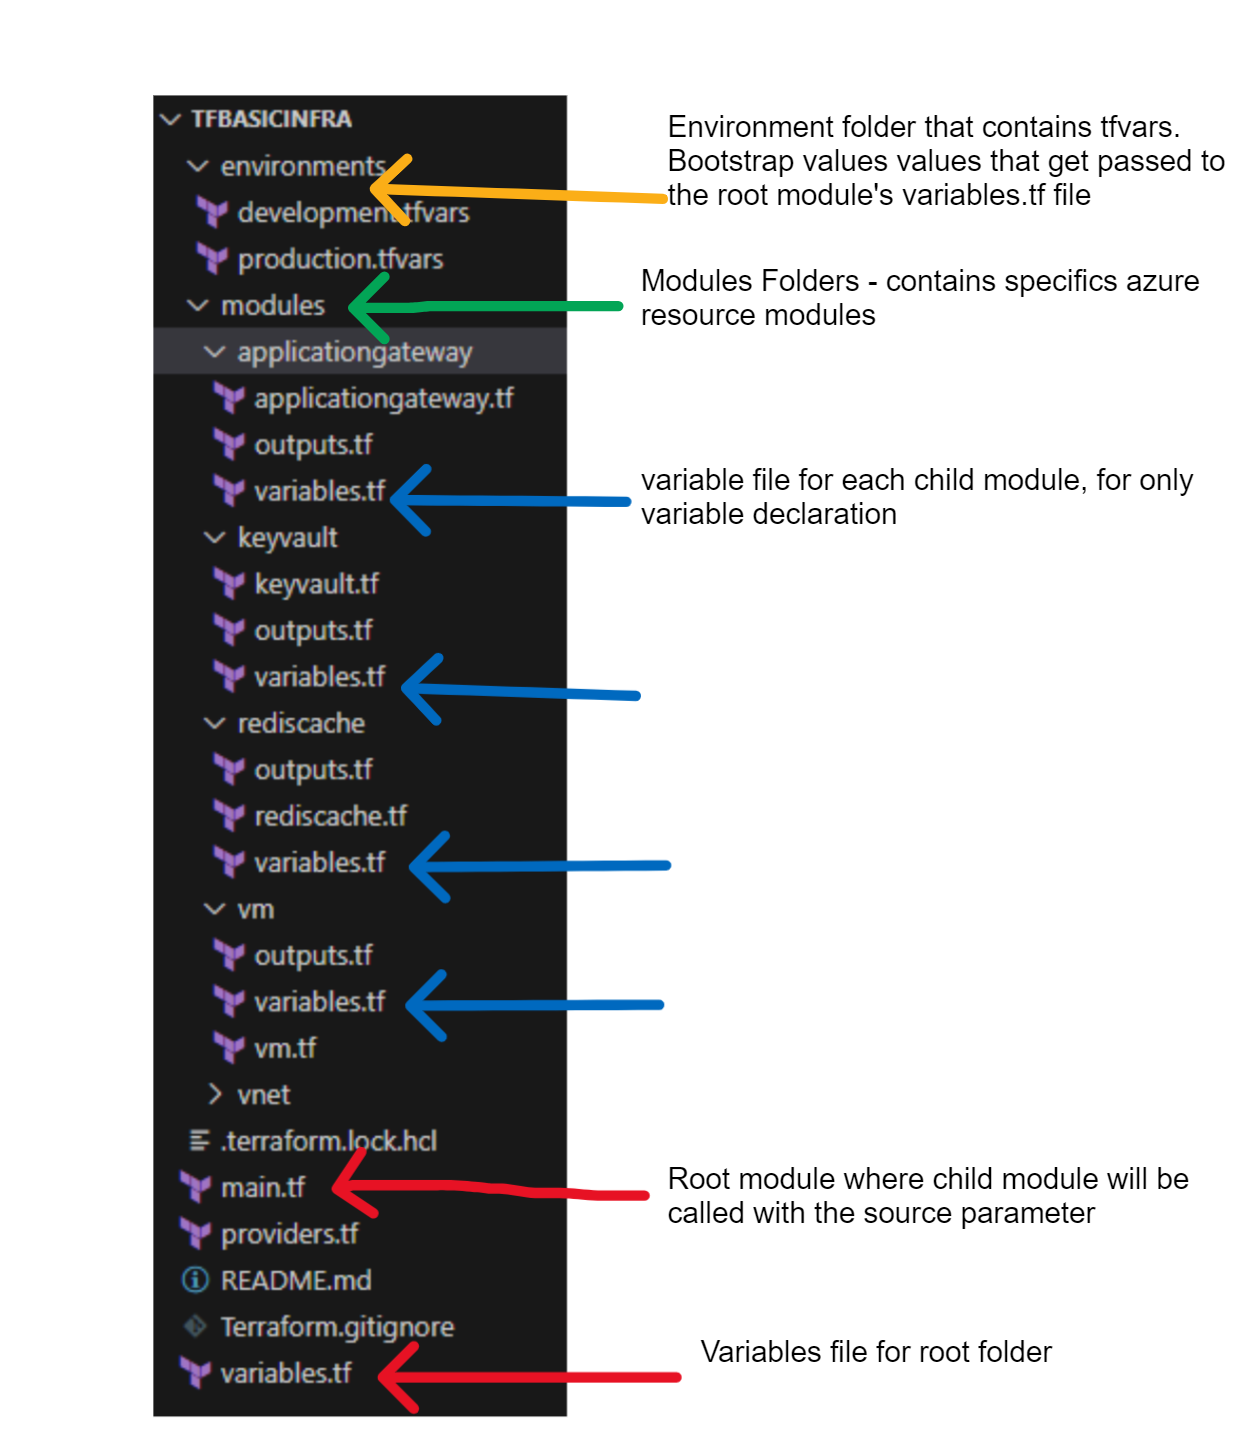 TFBASICINFRA
environments
development.tfvars
production.tfvars
modules
applicationgateway
applicationgateway.tf
outputs.tf
variables.tf
keyvault
keyvault.tf
outputs.tf
variables.tf
rediscache
outputs.tf
rediscache.tf
variables.tf
vm
outputs.tf
variables.tf
vm.tf
vnet
.terraform.lock.hcl
main.tf
providers.tf
README.md
Terraform.gitignore
variables.tf
Environment folder that contains tfvars.
Bootstrap values values that get passed to
the root module's variables.tf file
Modules Folders - contains specifics azure
resource modules
variable file for each child module, for only
variable declaration
Root module where child module will be
called with the source parameter
Variables file for root folder